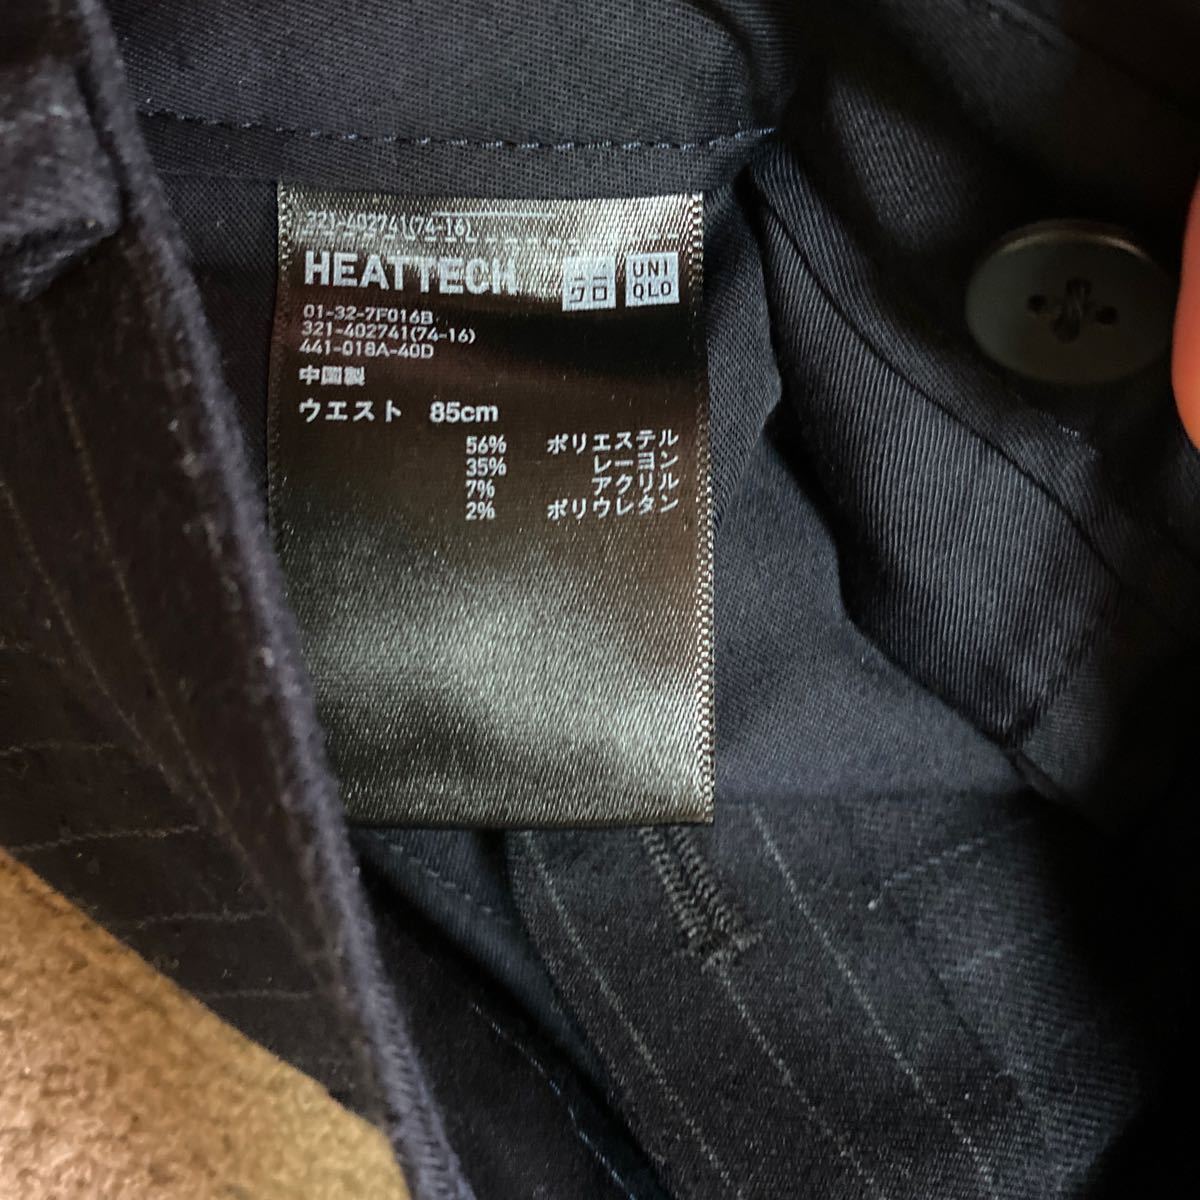 321-402741(74-16)
HEATTECH
ユニクロ
UNI
QLO
01-32-7F016B
321-402741(74-16)
441-018A-40D
中国製
ウエスト 85cm
56% ポリエステル
35% レーヨン
7% アクリル
2% ポリウレタン